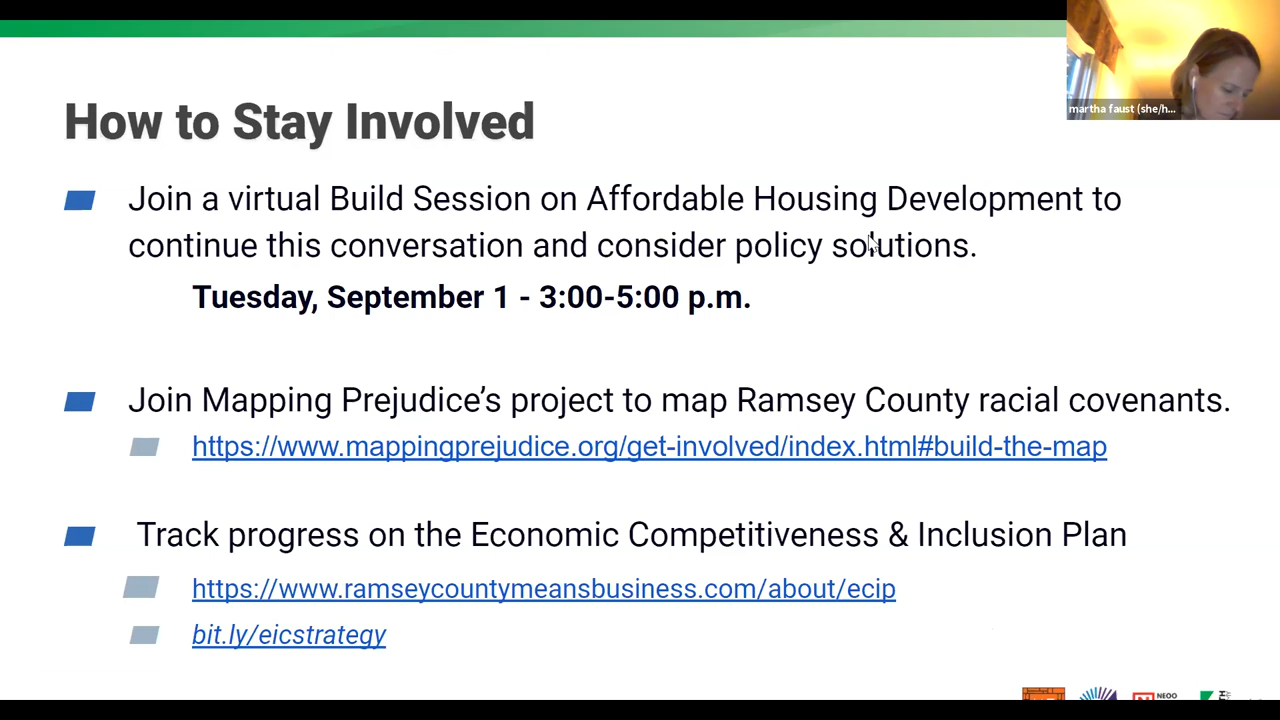 martha faust (she/h...
How to Stay Involved
Join a virtual Build Session on Affordable Housing Development to
continue this conversation and consider policy solutions.
Tuesday, September 1 - 3:00-5:00 p.m.
Join Mapping Prejudice’s project to map Ramsey County racial covenants.
https://www.mappingprejudice.org/get-involved/index.html#build-the-map
Track progress on the Economic Competitiveness & Inclusion Plan
https://www.ramseycountymeansbusiness.com/about/ecip
bit.ly/eicstrategy
NEOO